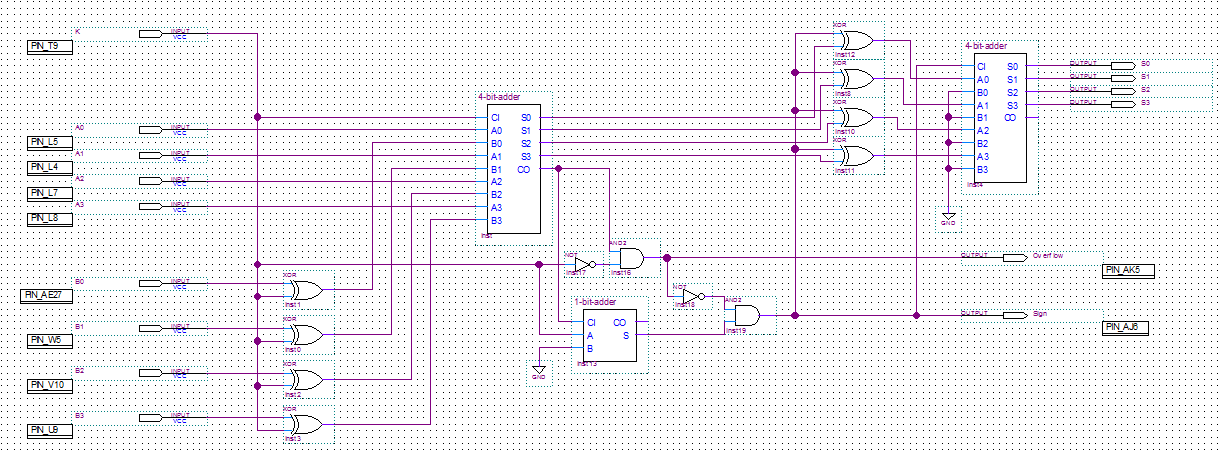 K INPUT VCC
PIN_T9
A0 INPUT VCC
PIN_L5
A1 INPUT VCC
PIN_L4
A2 INPUT VCC
PIN_L7
A3 INPUT VCC
PIN_L8
B0 INPUT VCC
PIN_AE27
B1 INPUT VCC
PIN_W5
B2 INPUT VCC
PIN_V10
B3 INPUT VCC
PIN_U9
XOR
inst1
XOR
inst0
XOR
inst2
XOR
inst3
4-bit-adder
CI S0
A0 S1
B0 S2
A1 S3
B1 CO
A2
B2
A3
B3
inst
NOT
inst17
AND2
inst16
1-bit-adder
CI CO
A S
B
inst13
GND
NOT
inst18
AND2
inst19
XOR
inst12
XOR
inst8
XOR
inst10
XOR
inst11
4-bit-adder
CI S0
A0 S1
B0 S2
A1 S3
B1 CO
A2
B2
A3
B3
inst4
GND
OUTPUT S0
OUTPUT S1
OUTPUT S2
OUTPUT S3
OUTPUT Overflow
PIN_AK5
OUTPUT Sign
PIN_AJ6